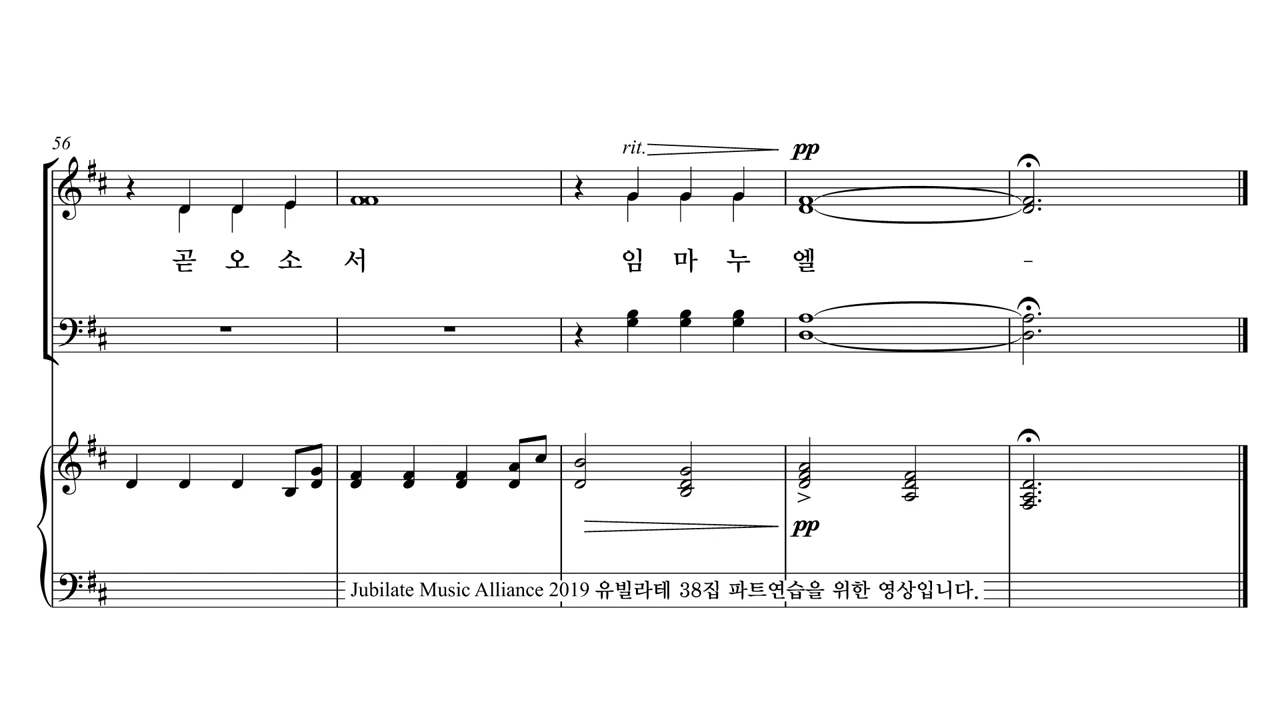 56
rit. pp
곧 오 소 서 임 마 누 엘 -
pp
Jubilate Music Alliance 2019 유빌라테 38집 파트연습을 위한 영상입니다.